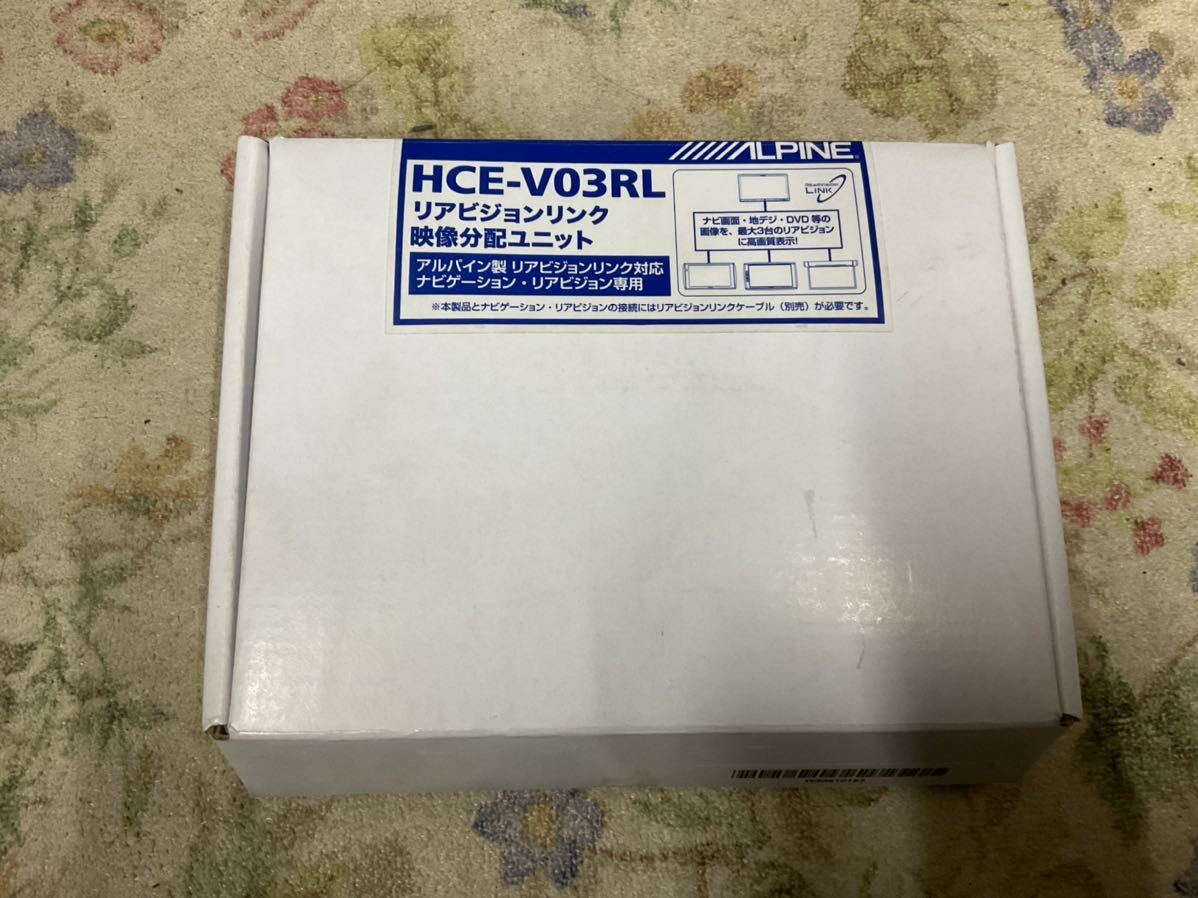 ALPINE
HCE-V03RL
リアビジョンリンク
映像分配ユニット
アルパイン製 リアビジョンリンク対応
ナビゲーション・リアビジョン専用
LINK
ナビ画面・地デジ・DVD 等の
画像を、最大3台のリアビジョン
に高画質表示!
※本製品とナビゲーション・リアビジョンの接続にはリアビジョンリンクケーブル（別売）が必要です。